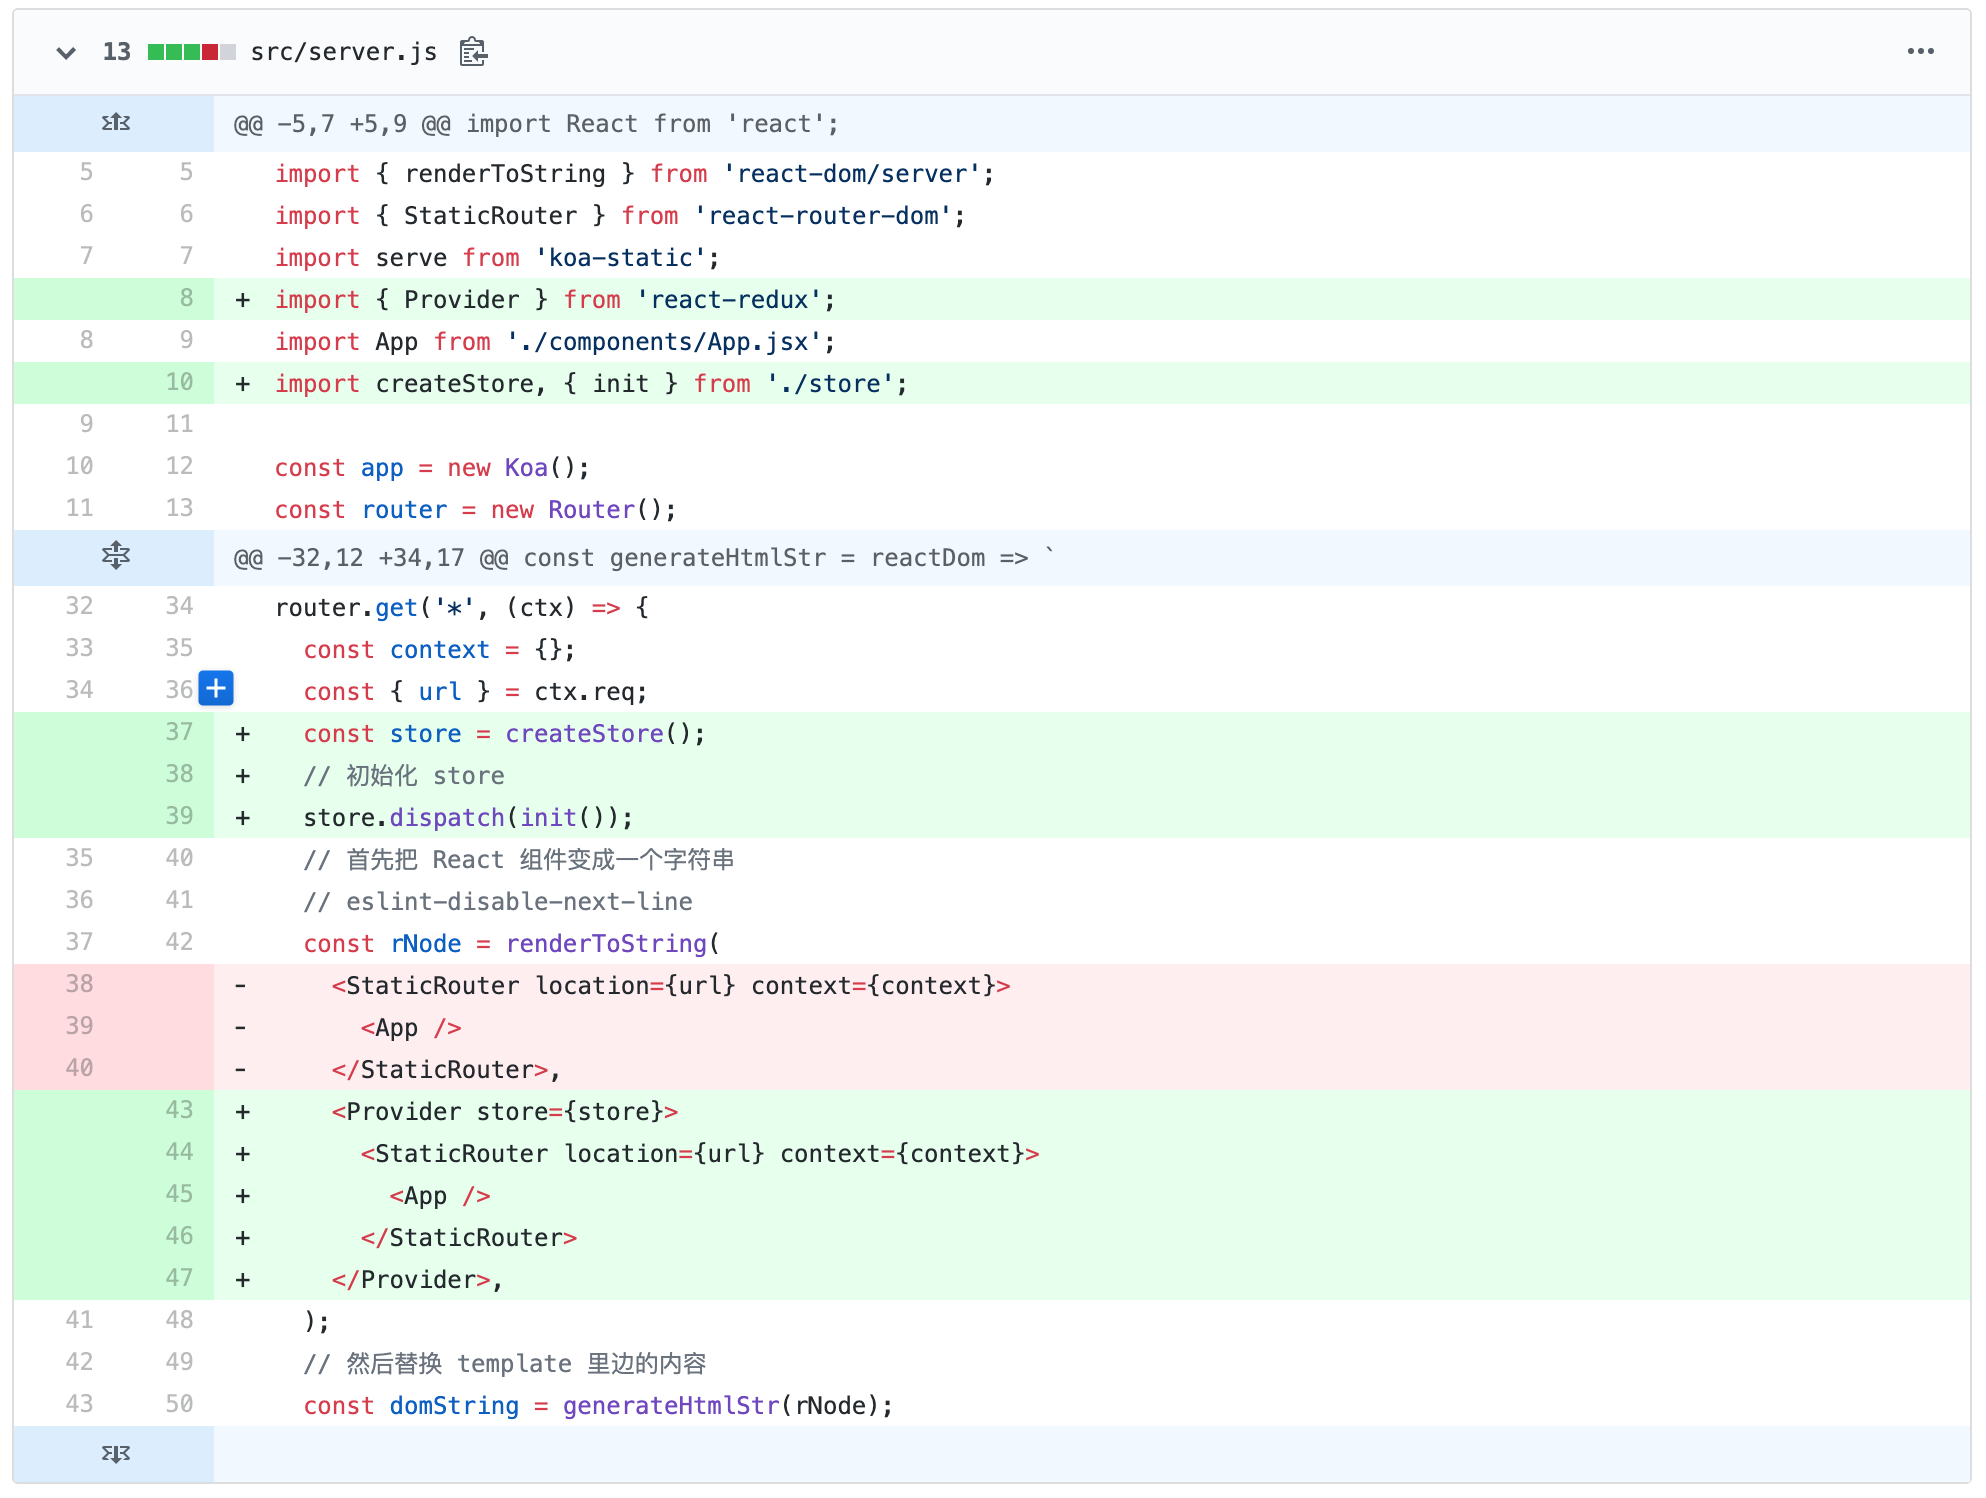 13 src/server.js
@@ -5,7 +5,9 @@ import React from 'react';
5 5 import { renderToString } from 'react-dom/server';
6 6 import { StaticRouter } from 'react-router-dom';
7 7 import serve from 'koa-static';
8 + import { Provider } from 'react-redux';
8 9 import App from './components/App.jsx';
10 + import createStore, { init } from './store';
9 11
10 12 const app = new Koa();
11 13 const router = new Router();
@@ -32,12 +34,17 @@ const generateHtmlStr = reactDom => `
32 34 router.get('*', (ctx) => {
33 35 const context = {};
34 36 const { url } = ctx.req;
37 + const store = createStore();
38 + // 初始化 store
39 + store.dispatch(init());
35 40 // 首先把 React 组件变成一个字符串
36 41 // eslint-disable-next-line
37 42 const rNode = renderToString(
38 - <StaticRouter location={url} context={context}>
39 - <App />
40 - </StaticRouter>,
43 + <Provider store={store}>
44 + <StaticRouter location={url} context={context}>
45 + <App />
46 + </StaticRouter>
47 + </Provider>,
41 48 );
42 49 // 然后替换 template 里边的内容
43 50 const domString = generateHtmlStr(rNode);